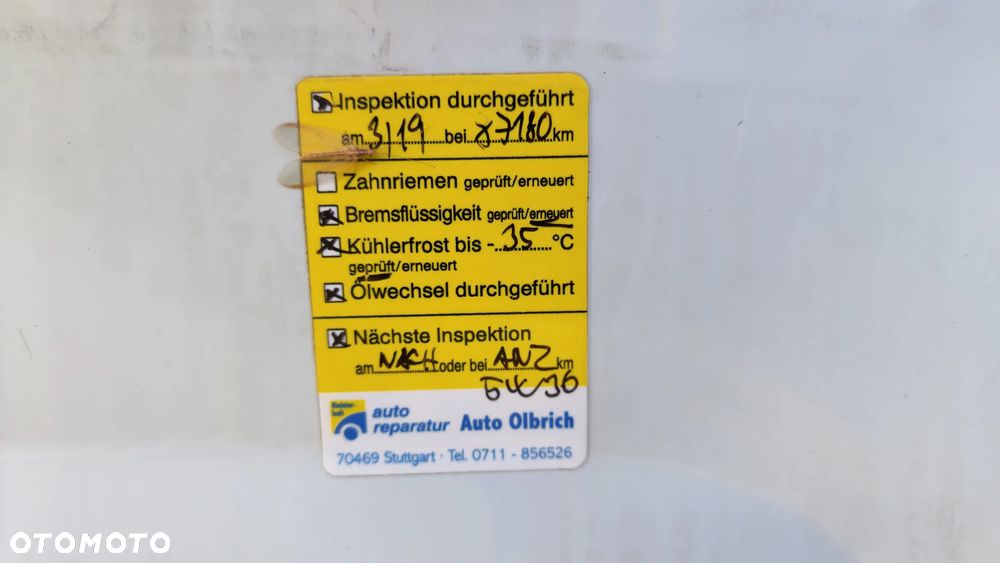 Inspektion durchgeführt
am 3/19 bei 87180 km
Zahnriemen geprüft/erneuert
Bremsflüssigkeit geprüft/erneuert
Kühlerfrost bis - 35 °C
geprüft/erneuert
Ölwechsel durchgeführt
Nächste Inspektion
am NACH oder bei ANZ km
5W30
auto
reparatur Auto Olbrich
70469 Stuttgart · Tel. 0711 - 856526
OTOMOTO